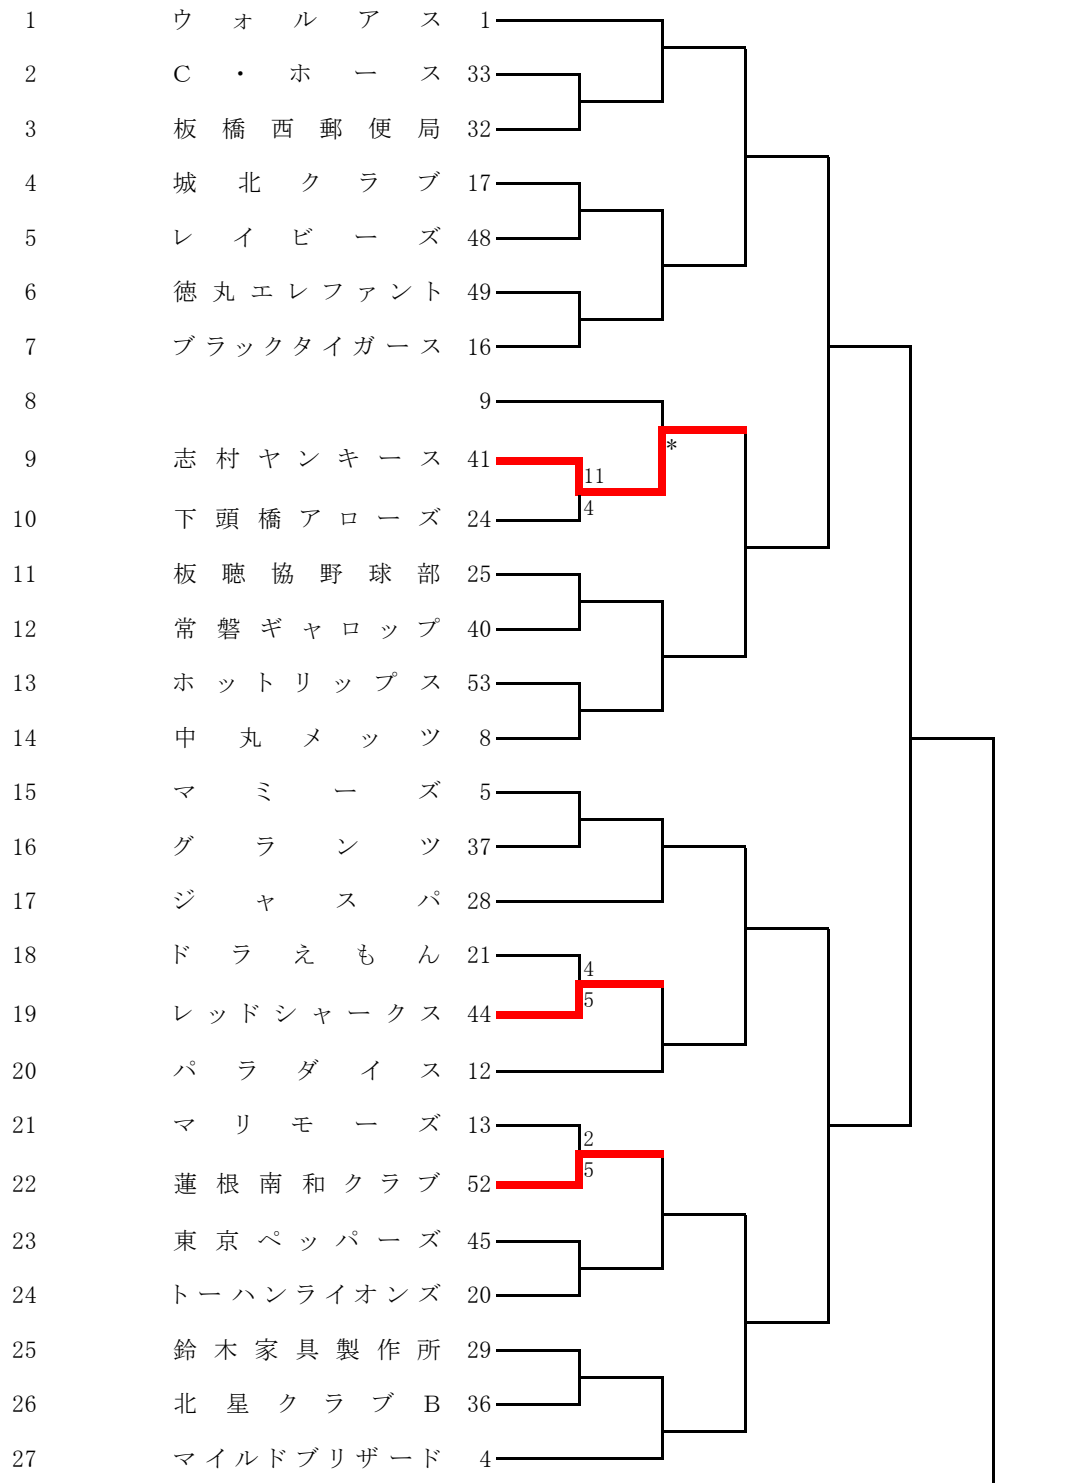 1 ウォルアス 1
2 C・ホース 33
3 板橋西郵便局 32
4 城北クラブ 17
5 レイビーズ 48
6 徳丸エレファント 49
7 ブラックタイガース 16
8 9
*
9 志村ヤンキース 41
11
4
10 下頭橋アローズ 24
11 板聴協野球部 25
12 常磐ギャロップ 40
13 ホットリップス 53
14 中丸メッツ 8
15 マミーズ 5
16 グランツ 37
17 ジャスパ 28
18 ドラえもん 21
4
5
19 レッドシャークス 44
20 パラダイス 12
21 マリモーズ 13
2
5
22 蓮根南和クラブ 52
23 東京ペッパーズ 45
24 トーハンライオンズ 20
25 鈴木家具製作所 29
26 北星クラブB 36
27 マイルドブリザード 4